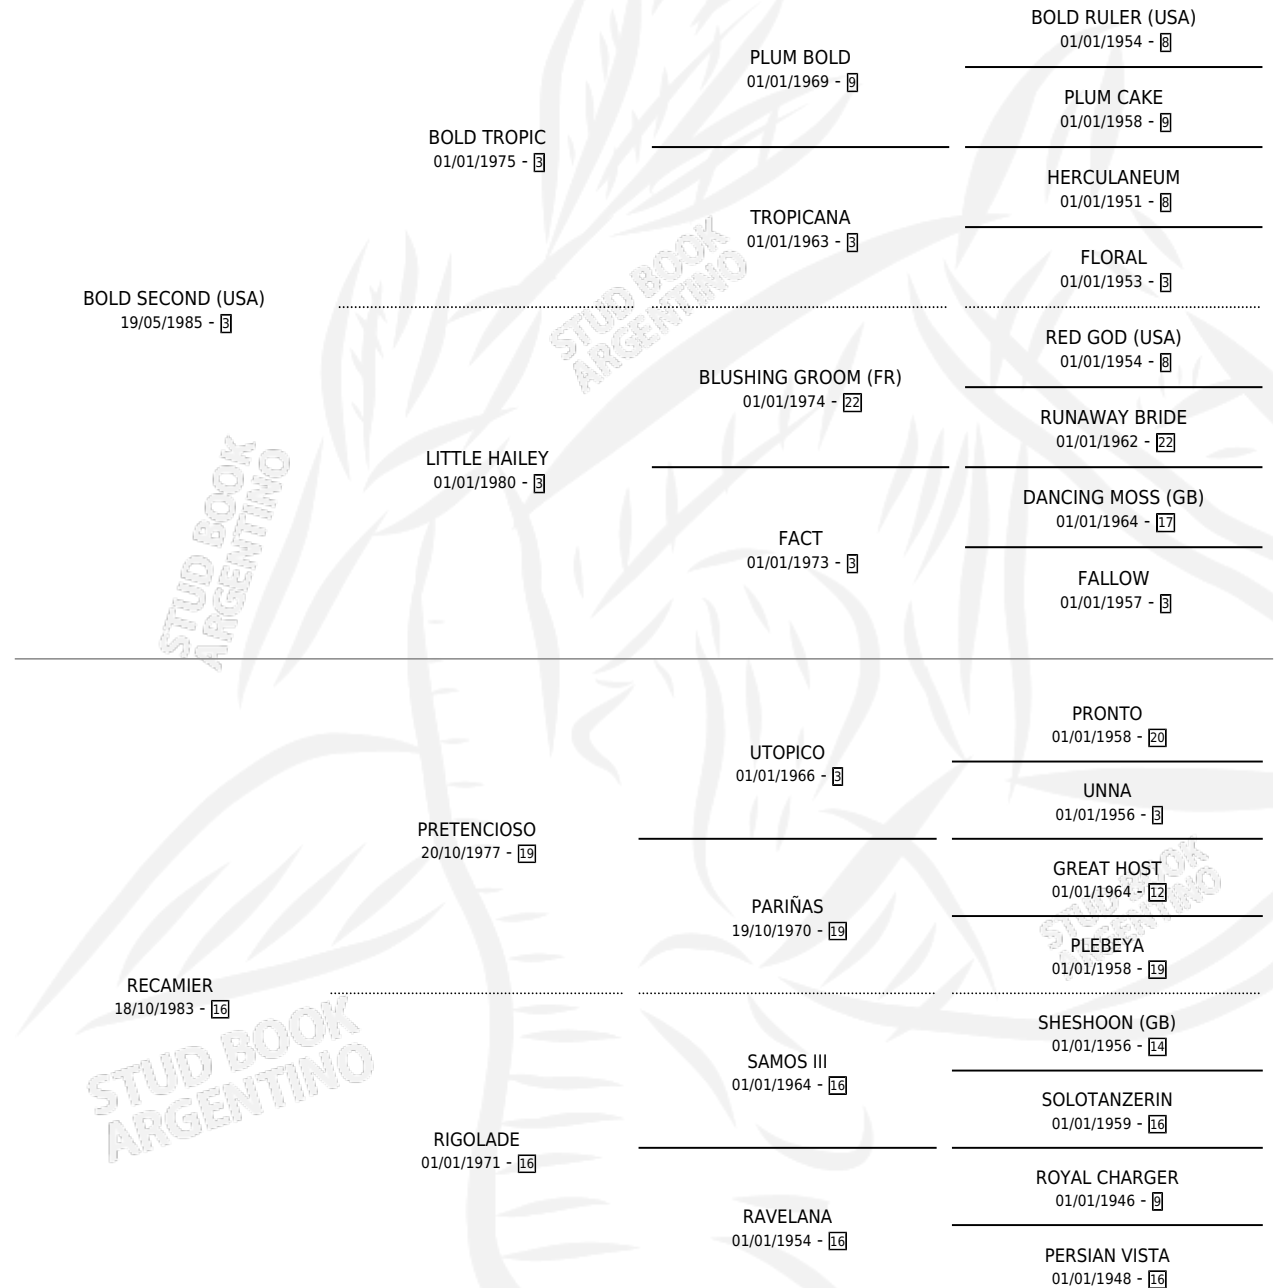 BOLD RULER (USA)
01/01/1954 - 8
PLUM BOLD
01/01/1969 - 9
PLUM CAKE
01/01/1958 - 9
BOLD TROPIC
01/01/1975 - 3
HERCULANEUM
01/01/1951 - 8
TROPICANA
01/01/1963 - 3
FLORAL
01/01/1953 - 3
BOLD SECOND (USA)
19/05/1985 - 3
RED GOD (USA)
01/01/1954 - 8
BLUSHING GROOM (FR)
01/01/1974 - 22
RUNAWAY BRIDE
01/01/1962 - 22
LITTLE HAILEY
01/01/1980 - 3
DANCING MOSS (GB)
01/01/1964 - 17
FACT
01/01/1973 - 3
FALLOW
01/01/1957 - 3
PRONTO
01/01/1958 - 20
UTOPICO
01/01/1966 - 3
UNNA
01/01/1956 - 3
PRETENCIOSO
20/10/1977 - 19
GREAT HOST
01/01/1964 - 12
PARIÑAS
19/10/1970 - 19
PLEBEYA
01/01/1958 - 19
RECAMIER
18/10/1983 - 16
SHESHOON (GB)
01/01/1956 - 14
SAMOS III
01/01/1964 - 16
SOLOTANZERIN
01/01/1959 - 16
RIGOLADE
01/01/1971 - 16
ROYAL CHARGER
01/01/1946 - 9
RAVELANA
01/01/1954 - 16
PERSIAN VISTA
01/01/1948 - 16
STUD BOOK
ARGENTINO
STUD BOOK
ARGENTINO
STUD BOOK
ARGENTINO
STUD BOOK
ARGENTINO